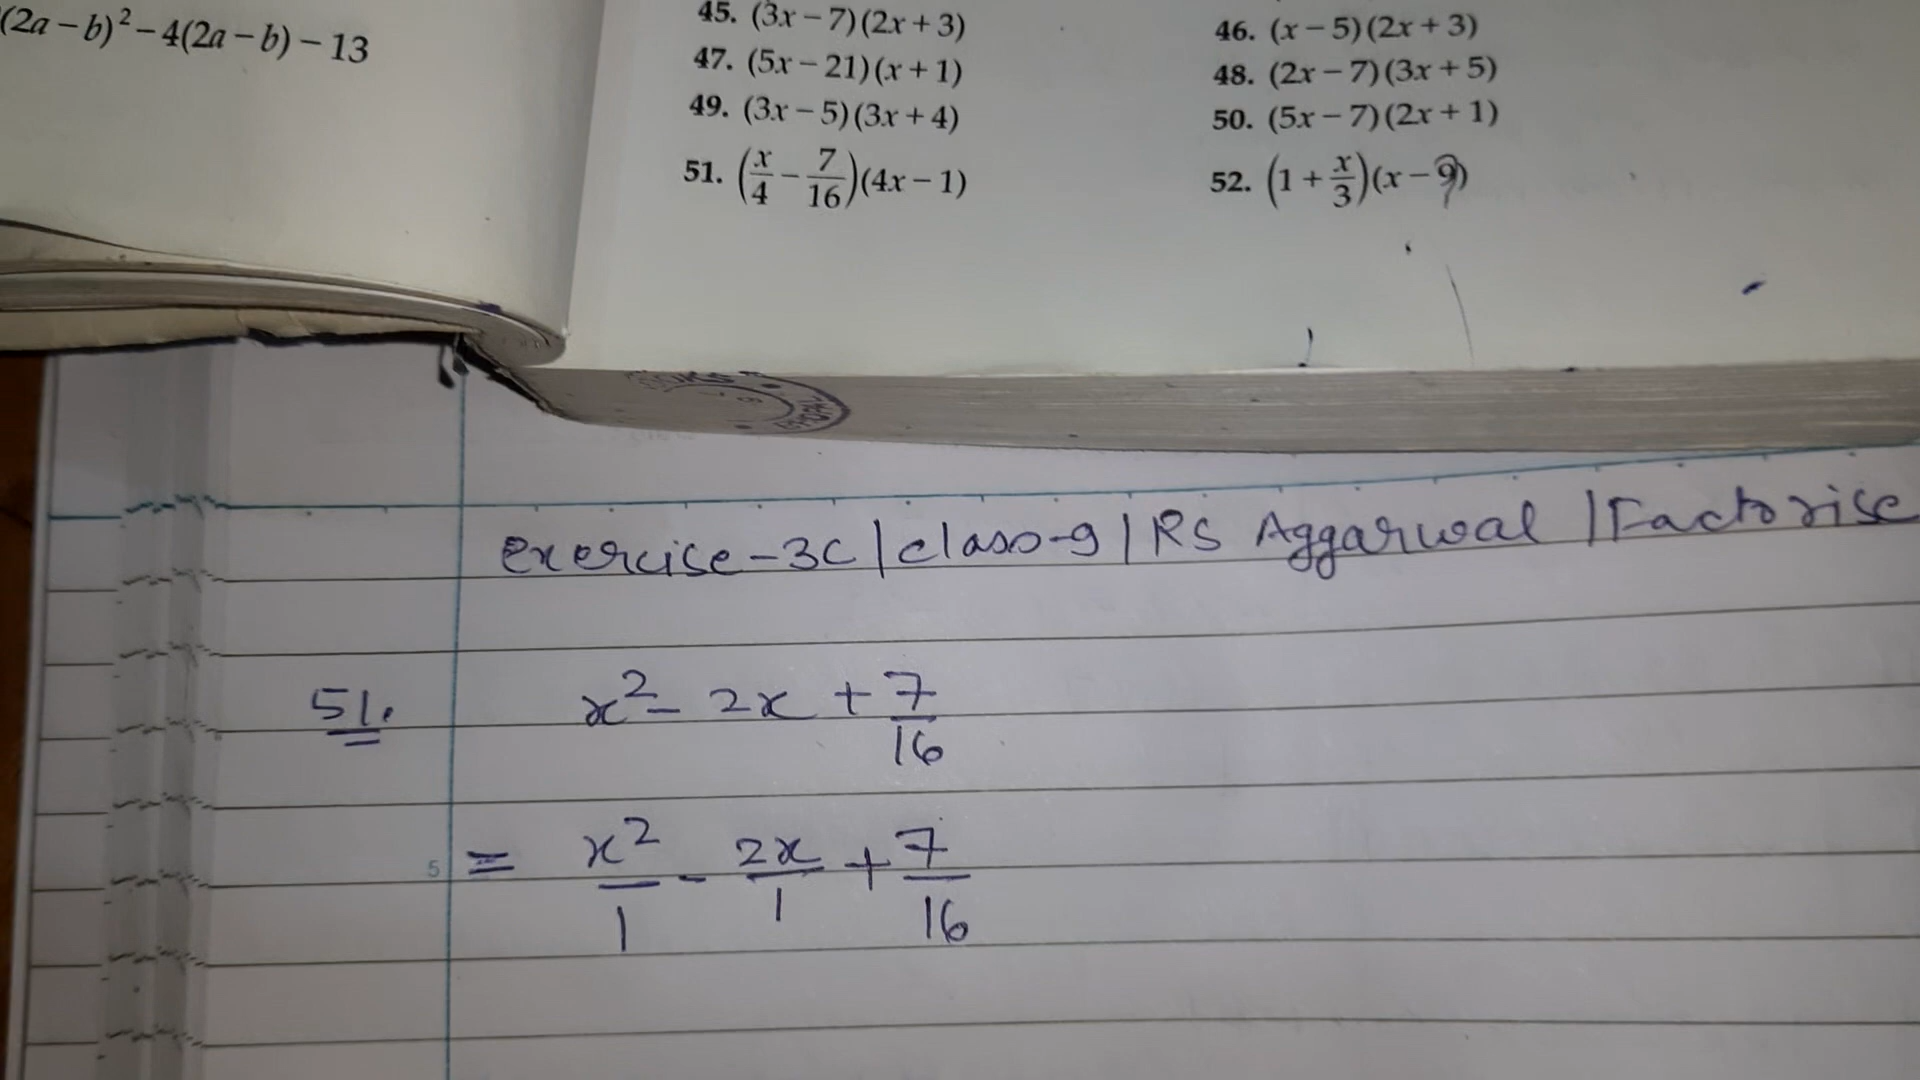 (2a – b)² – 4(2a – b) – 13
45. (3x – 7)(2x + 3)
46. (x – 5)(2x + 3)
47. (5x – 21)(x + 1)
48. (2x – 7)(3x + 5)
49. (3x – 5)(3x + 4)
50. (5x – 7)(2x + 1)
51. (x/4 – 7/16)(4x – 1)
52. (1 + x/3)(x – 9)
exercise-3C | class-9 | RS Aggarwal | Factorise
51. x² - 2x + 7/16
5
= x²/1 - 2x/1 + 7/16